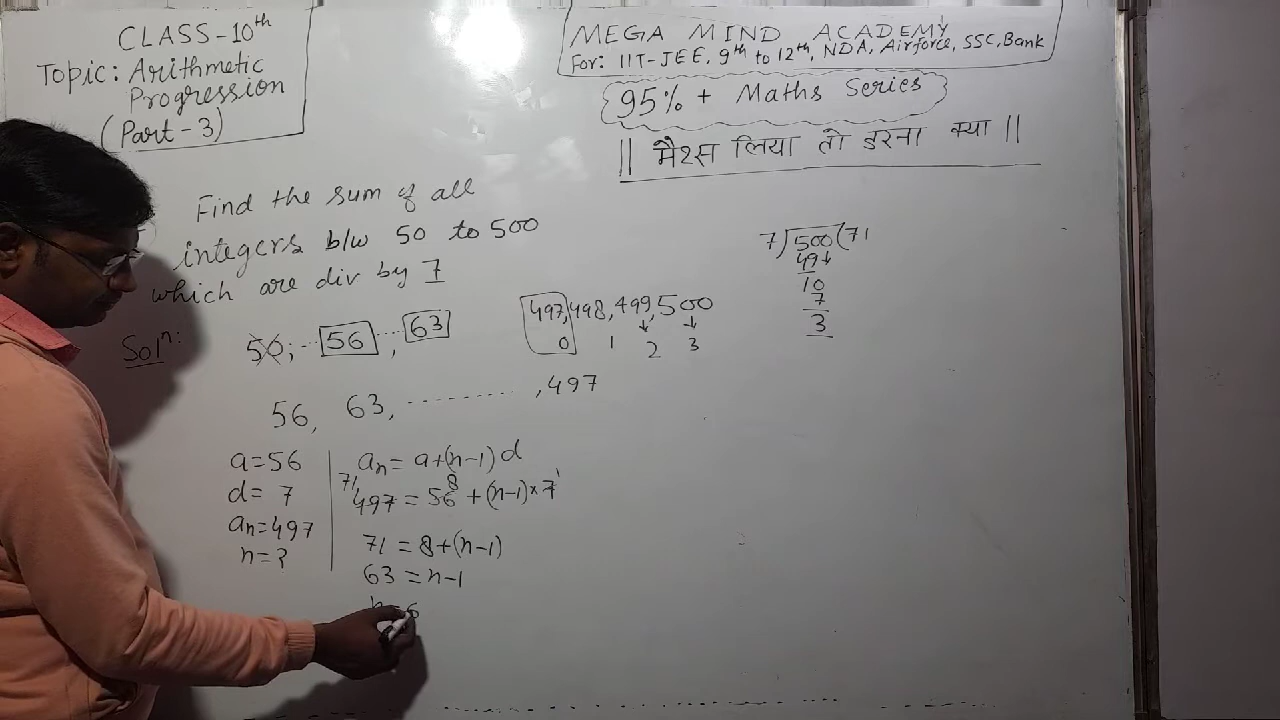 CLASS-10th
Topic: Arithmetic
Progression
(Part-3)
MEGA MIND ACADEMY
For: IIT-JEE, 9th to 12th, NDA, Airforce, SSC, Bank
95% + Maths Series
|| मैथ्स लिया तो डरना क्या ||
Find the sum of all
integers b/w 50 to 500
which are div by 7
Soln:
50, ... 56, ... 63
497, 498, 499, 500
0 1 2 3
56, 63, .........., 497
a=56
d= 7
an=497
n=?
an= a+(n-1)d
71 8 1
497 = 56 + (n-1)×7
71 = 8+(n-1)
63 = n-1
n=6
7)500(71
49↓
10
7
3